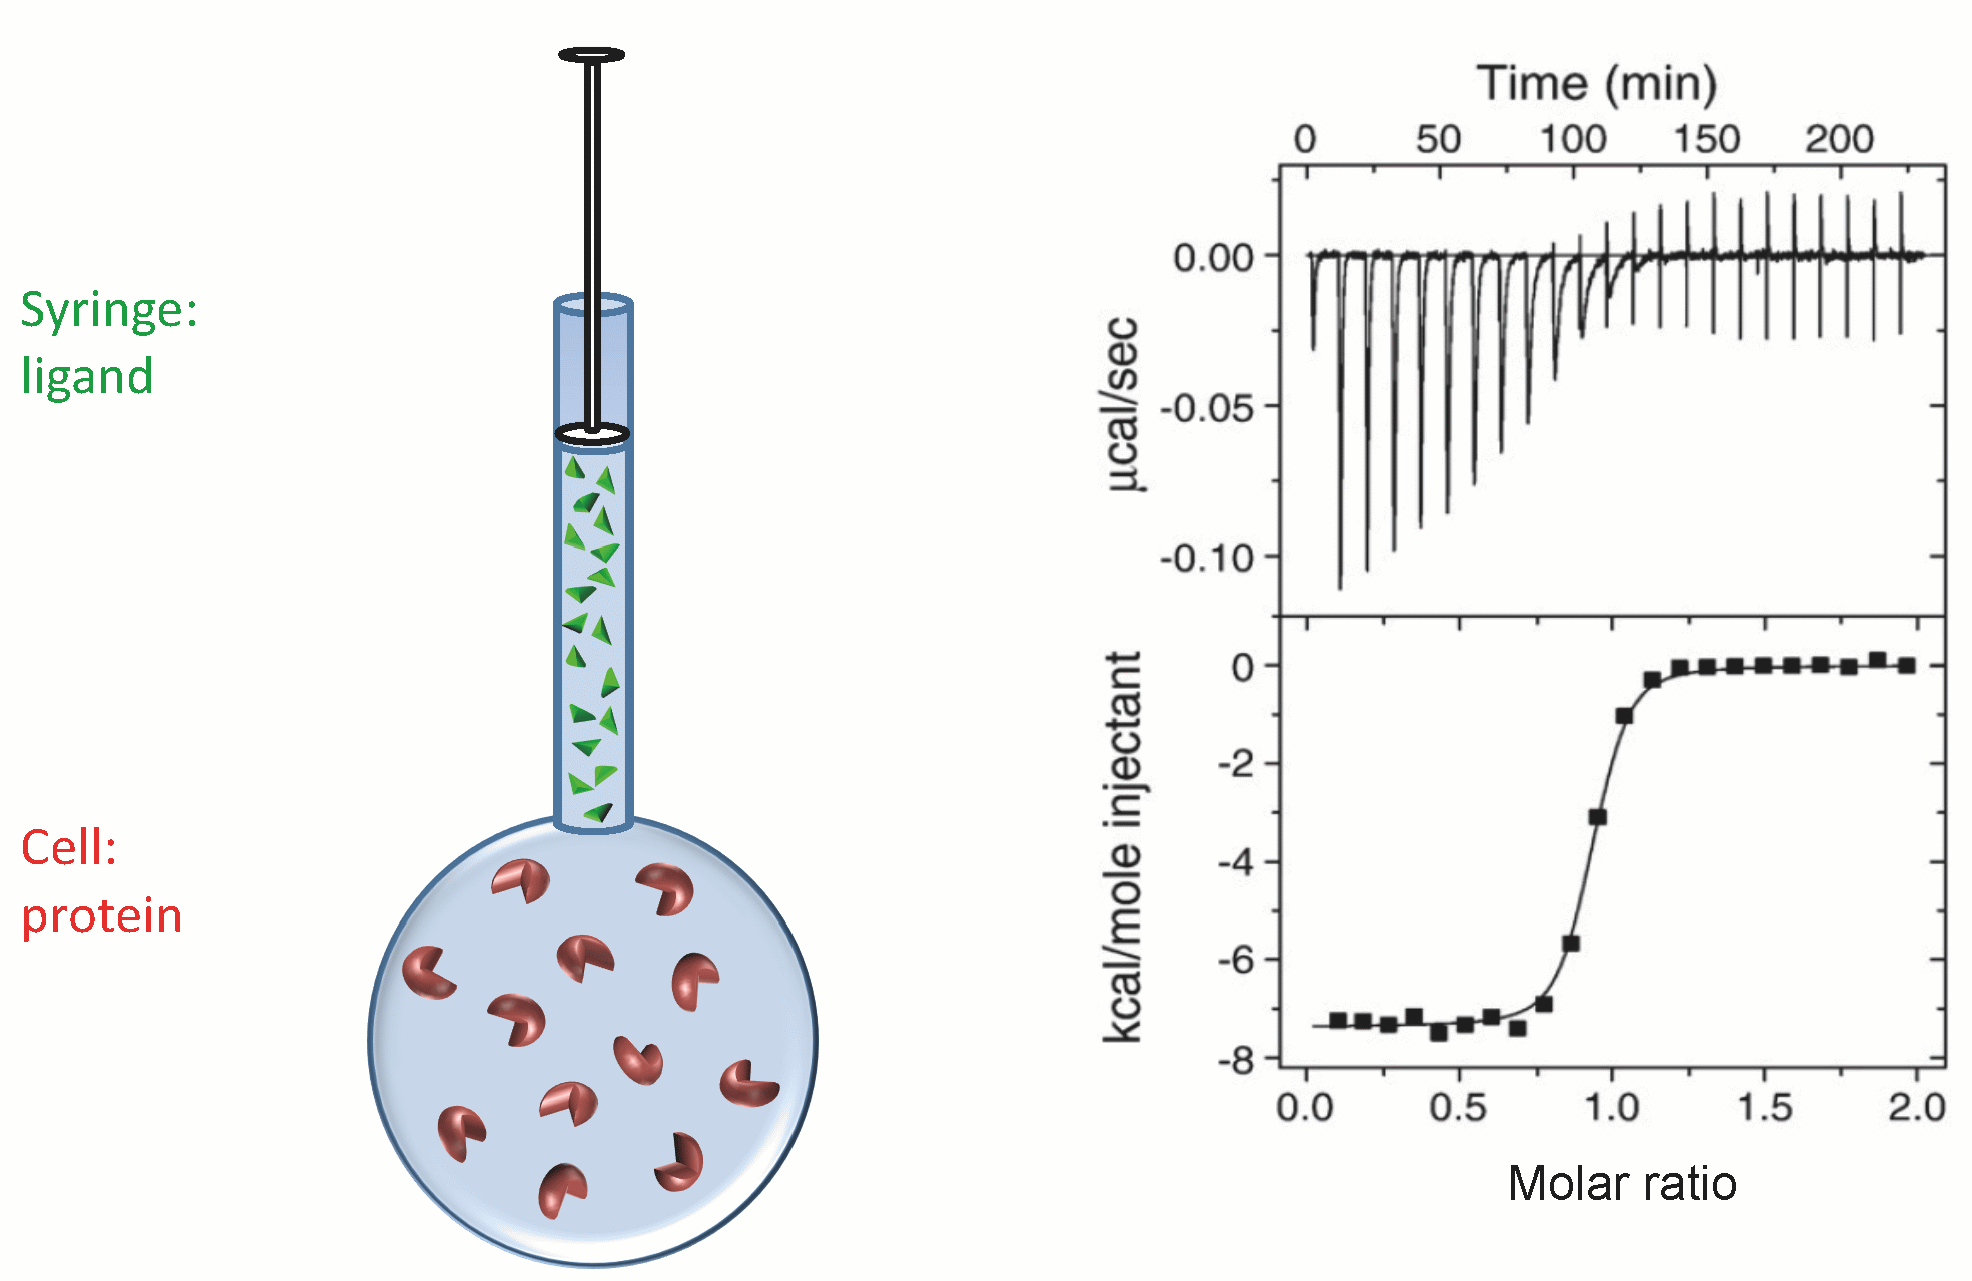 Syringe:
ligand
Cell:
protein
Time (min)
0 50 100 150 200
0.00
-0.05
-0.10
µcal/sec
0
-2
-4
-6
-8
kcal/mole injectant
0.0 0.5 1.0 1.5 2.0
Molar ratio